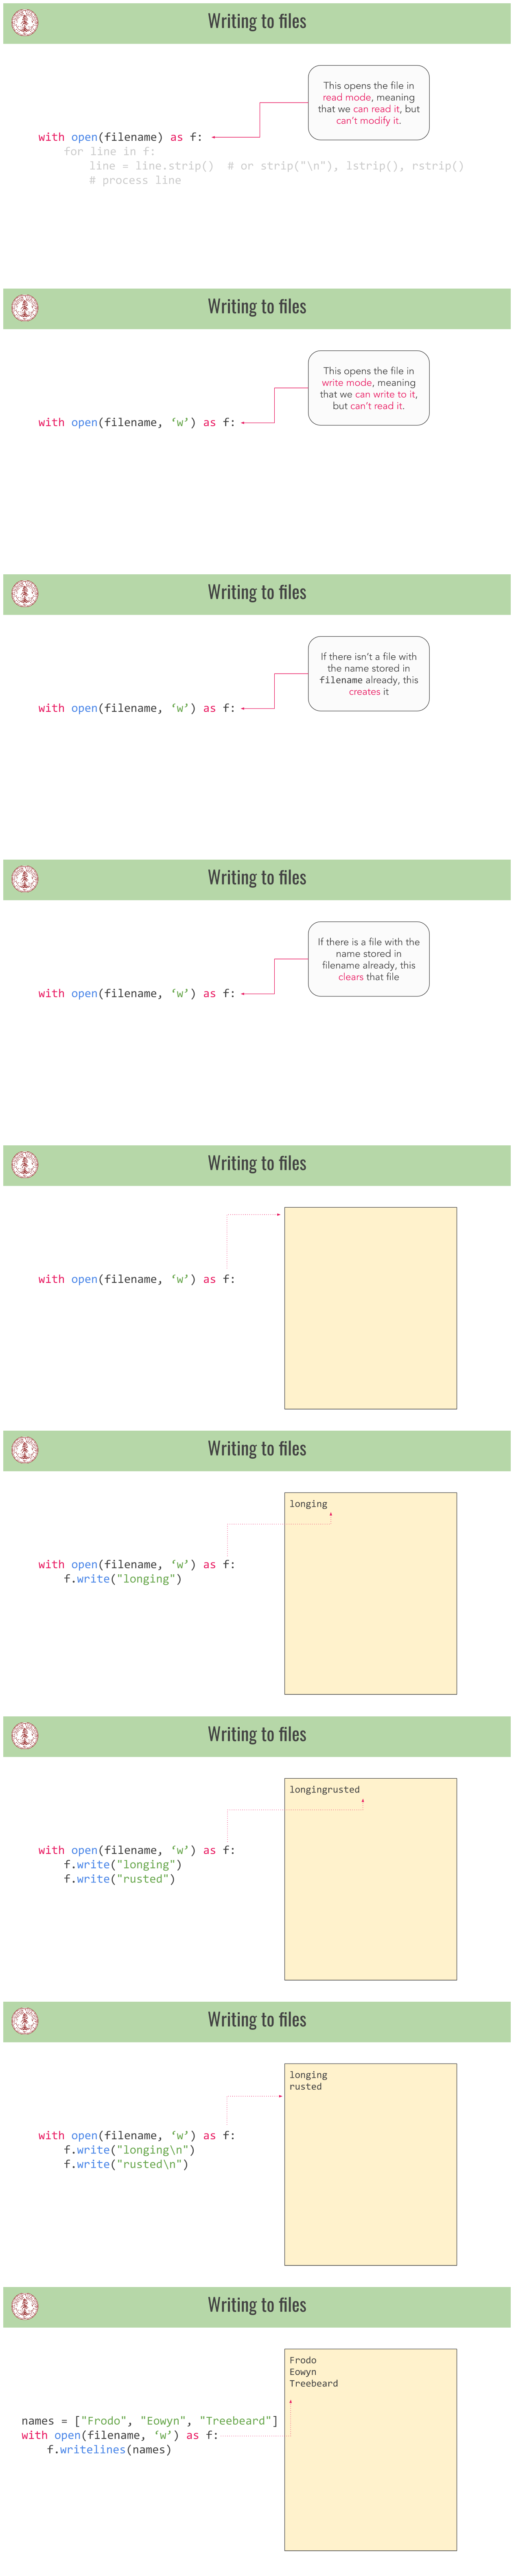 Writing to files
This opens the file in
read mode, meaning
that we can read it, but
can't modify it.
with open(filename) as f:
for line in f:
line = line.strip()  # or strip("\n"), lstrip(), rstrip()
# process line
Writing to files
This opens the file in
write mode, meaning
that we can write to it,
but can't read it.
with open(filename, ‘w’) as f:
Writing to files
If there isn't a file with
the name stored in
filename already, this
creates it
with open(filename, ‘w’) as f:
Writing to files
If there is a file with the
name stored in
filename already, this
clears that file
with open(filename, ‘w’) as f:
Writing to files
with open(filename, ‘w’) as f:
Writing to files
longing
with open(filename, ‘w’) as f:
f.write("longing")
Writing to files
longingrusted
with open(filename, ‘w’) as f:
f.write("longing")
f.write("rusted")
Writing to files
longing
rusted
with open(filename, ‘w’) as f:
f.write("longing\n")
f.write("rusted\n")
Writing to files
Frodo
Eowyn
Treebeard
names = ["Frodo", "Eowyn", "Treebeard"]
with open(filename, ‘w’) as f:
f.writelines(names)